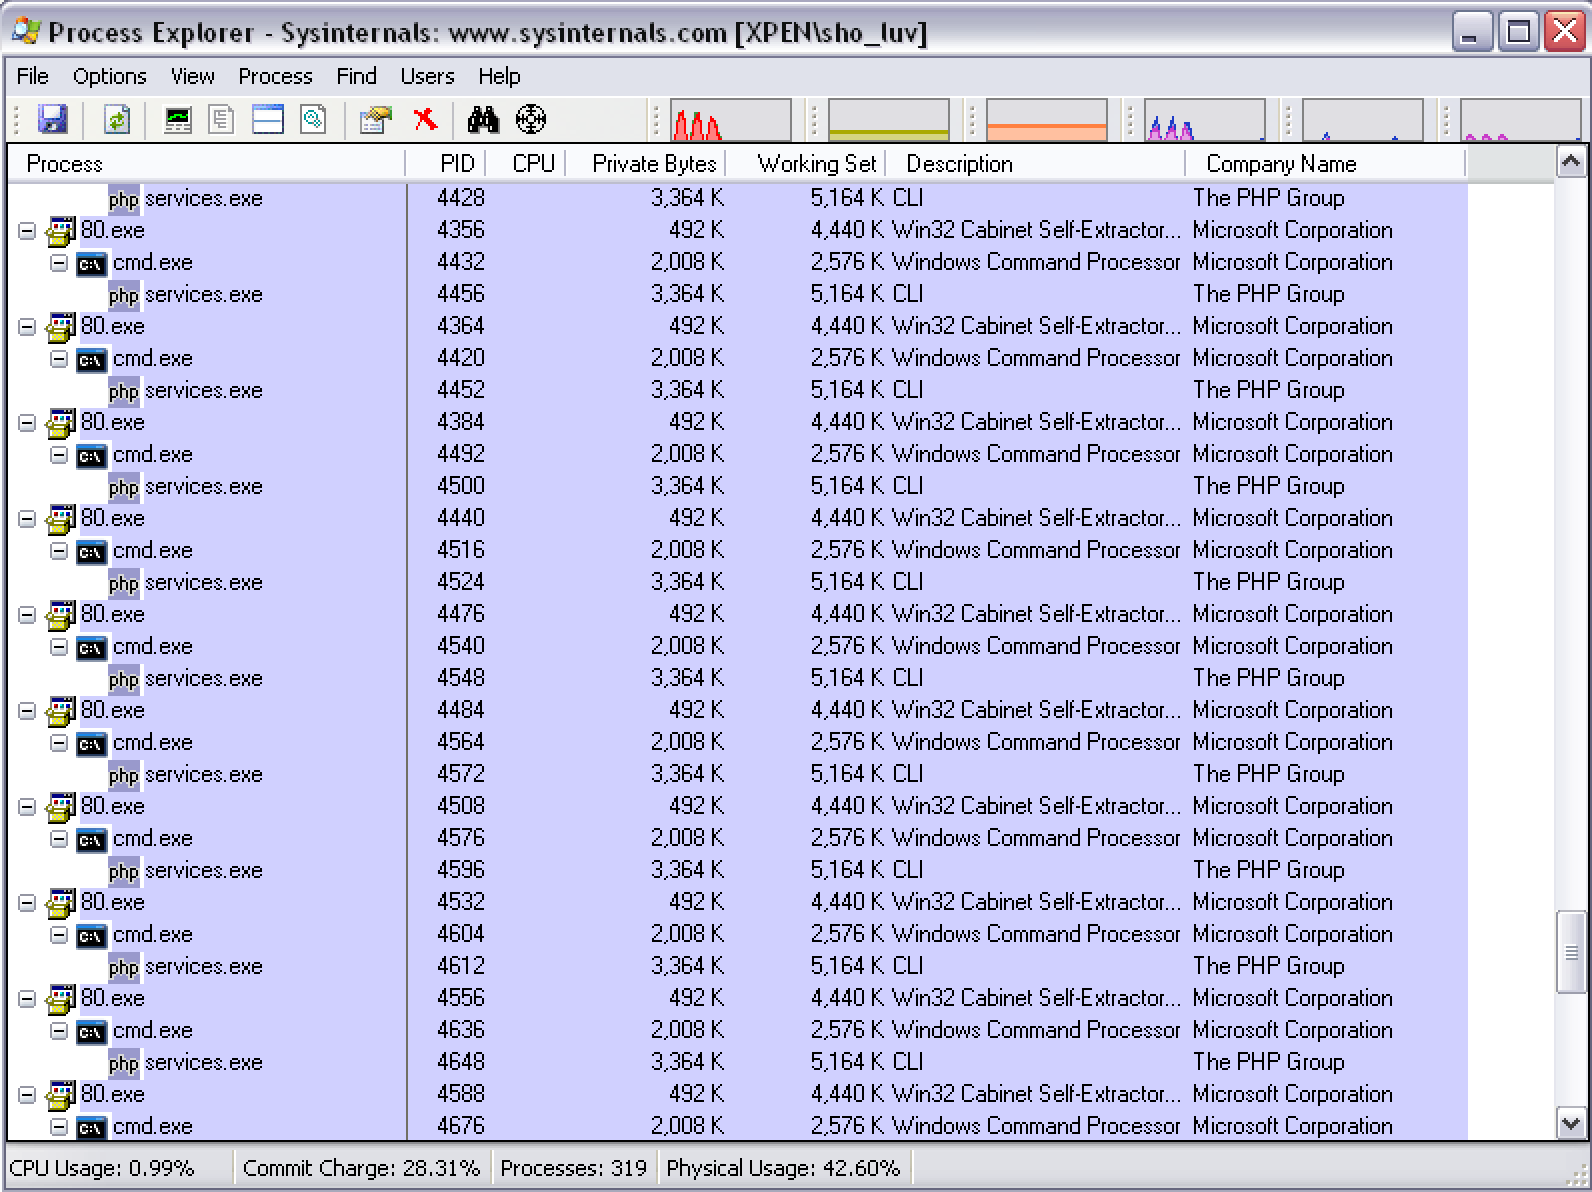 Process Explorer - Sysinternals: www.sysinternals.com [XPEN\sho_luv]
File Options View Process Find Users Help
Process PID CPU Private Bytes Working Set Description Company Name
php services.exe 4428 3,364 K 5,164 K CLI The PHP Group
80.exe 4356 492 K 4,440 K Win32 Cabinet Self-Extractor... Microsoft Corporation
C:\ cmd.exe 4432 2,008 K 2,576 K Windows Command Processor Microsoft Corporation
php services.exe 4456 3,364 K 5,164 K CLI The PHP Group
80.exe 4364 492 K 4,440 K Win32 Cabinet Self-Extractor... Microsoft Corporation
C:\ cmd.exe 4420 2,008 K 2,576 K Windows Command Processor Microsoft Corporation
php services.exe 4452 3,364 K 5,164 K CLI The PHP Group
80.exe 4384 492 K 4,440 K Win32 Cabinet Self-Extractor... Microsoft Corporation
C:\ cmd.exe 4492 2,008 K 2,576 K Windows Command Processor Microsoft Corporation
php services.exe 4500 3,364 K 5,164 K CLI The PHP Group
80.exe 4440 492 K 4,440 K Win32 Cabinet Self-Extractor... Microsoft Corporation
C:\ cmd.exe 4516 2,008 K 2,576 K Windows Command Processor Microsoft Corporation
php services.exe 4524 3,364 K 5,164 K CLI The PHP Group
80.exe 4476 492 K 4,440 K Win32 Cabinet Self-Extractor... Microsoft Corporation
C:\ cmd.exe 4540 2,008 K 2,576 K Windows Command Processor Microsoft Corporation
php services.exe 4548 3,364 K 5,164 K CLI The PHP Group
80.exe 4484 492 K 4,440 K Win32 Cabinet Self-Extractor... Microsoft Corporation
C:\ cmd.exe 4564 2,008 K 2,576 K Windows Command Processor Microsoft Corporation
php services.exe 4572 3,364 K 5,164 K CLI The PHP Group
80.exe 4508 492 K 4,440 K Win32 Cabinet Self-Extractor... Microsoft Corporation
C:\ cmd.exe 4576 2,008 K 2,576 K Windows Command Processor Microsoft Corporation
php services.exe 4596 3,364 K 5,164 K CLI The PHP Group
80.exe 4532 492 K 4,440 K Win32 Cabinet Self-Extractor... Microsoft Corporation
C:\ cmd.exe 4604 2,008 K 2,576 K Windows Command Processor Microsoft Corporation
php services.exe 4612 3,364 K 5,164 K CLI The PHP Group
80.exe 4556 492 K 4,440 K Win32 Cabinet Self-Extractor... Microsoft Corporation
C:\ cmd.exe 4636 2,008 K 2,576 K Windows Command Processor Microsoft Corporation
php services.exe 4648 3,364 K 5,164 K CLI The PHP Group
80.exe 4588 492 K 4,440 K Win32 Cabinet Self-Extractor... Microsoft Corporation
C:\ cmd.exe 4676 2,008 K 2,576 K Windows Command Processor Microsoft Corporation
CPU Usage: 0.99% Commit Charge: 28.31% Processes: 319 Physical Usage: 42.60%